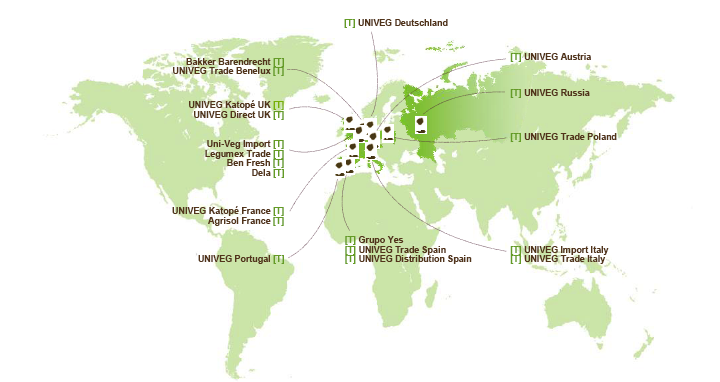 [T] UNIVEG Deutschland
Bakker Barendrecht [T]
UNIVEG Trade Benelux [T]
[T] UNIVEG Austria
[T] UNIVEG Russia
UNIVEG Katopé UK [T]
UNIVEG Direct UK [T]
[T] UNIVEG Trade Poland
Uni-Veg Import [T]
Legumex Trade [T]
Ben Fresh [T]
Dela [T]
UNIVEG Katopé France [T]
Agrisol France [T]
[T] Grupo Yes
[T] UNIVEG Trade Spain
[T] UNIVEG Distribution Spain
UNIVEG Portugal [T]
[T] UNIVEG Import Italy
[T] UNIVEG Trade Italy